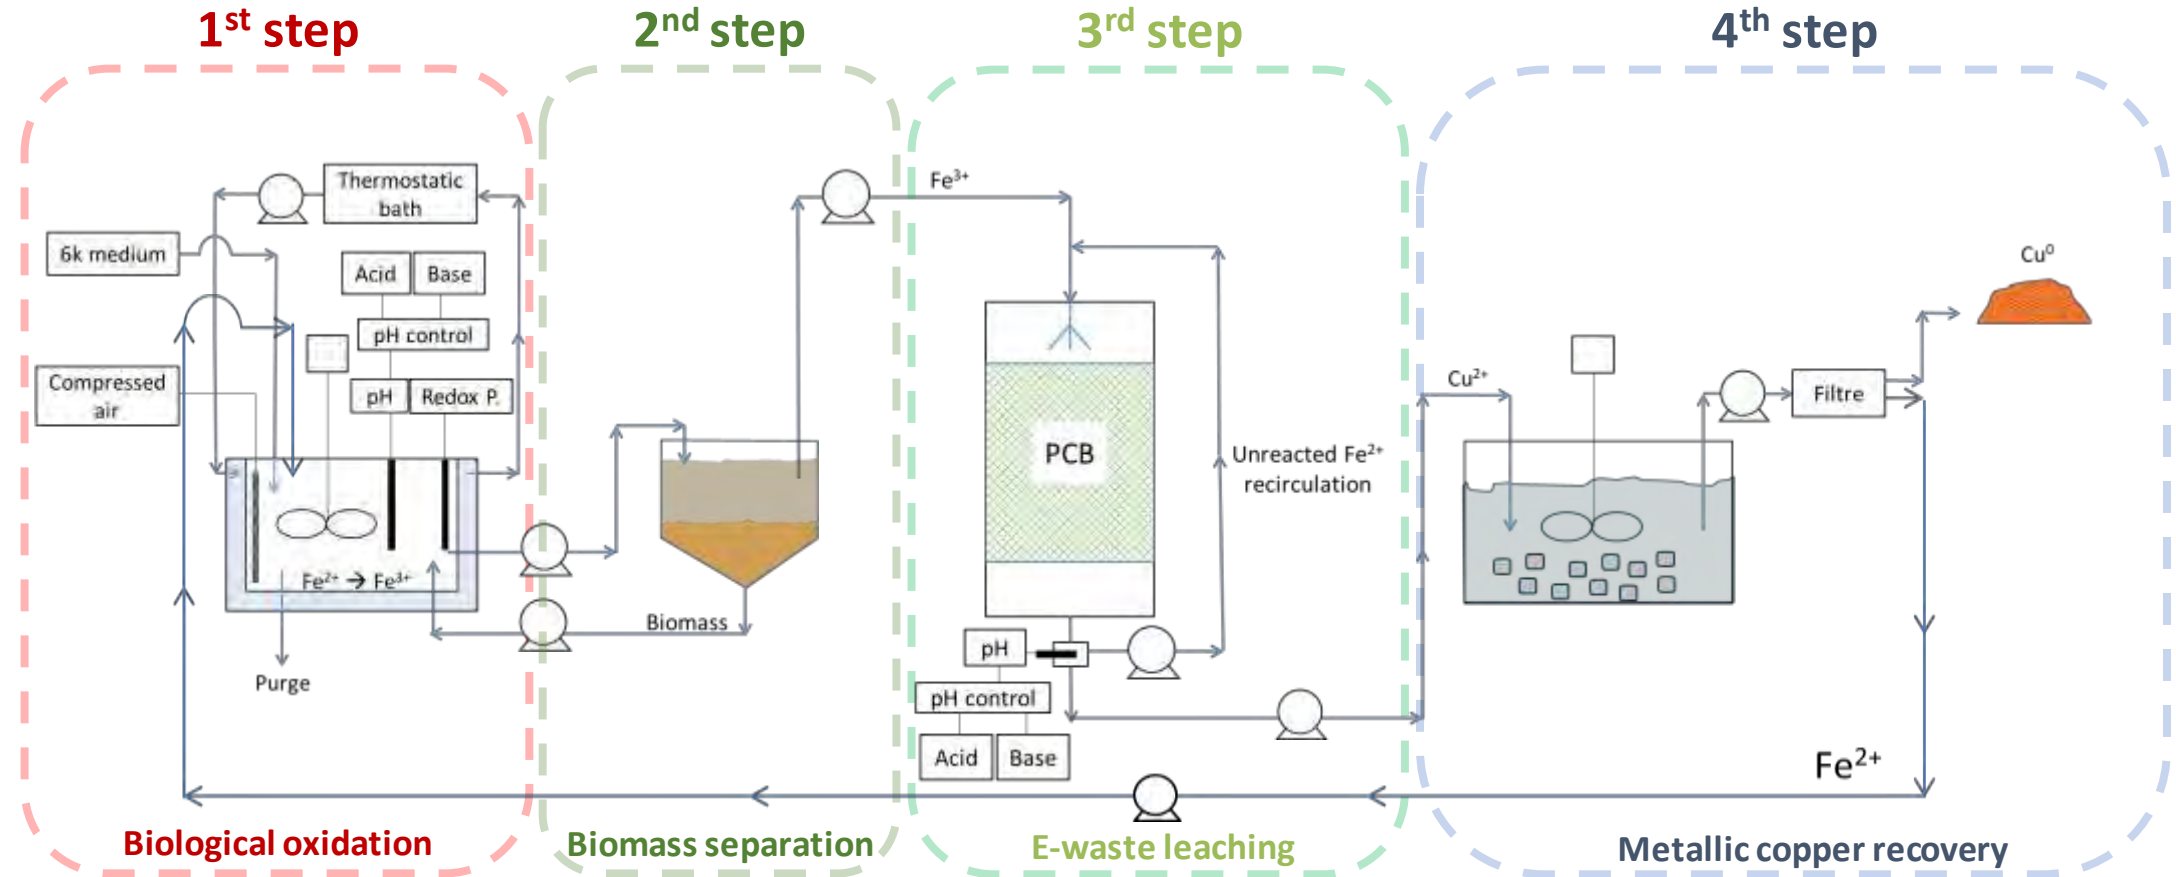 1st step
2nd step
3rd step
4th step
Thermostatic
bath
6k medium
Acid
Base
pH control
Compressed
air
pH
Redox P.
Fe²⁺ → Fe³⁺
Purge
Biomass
Fe³⁺
PCB
Unreacted Fe²⁺
recirculation
pH
pH control
Acid
Base
Cu²⁺
Filtre
Cu⁰
Fe²⁺
Biological oxidation
Biomass separation
E-waste leaching
Metallic copper recovery